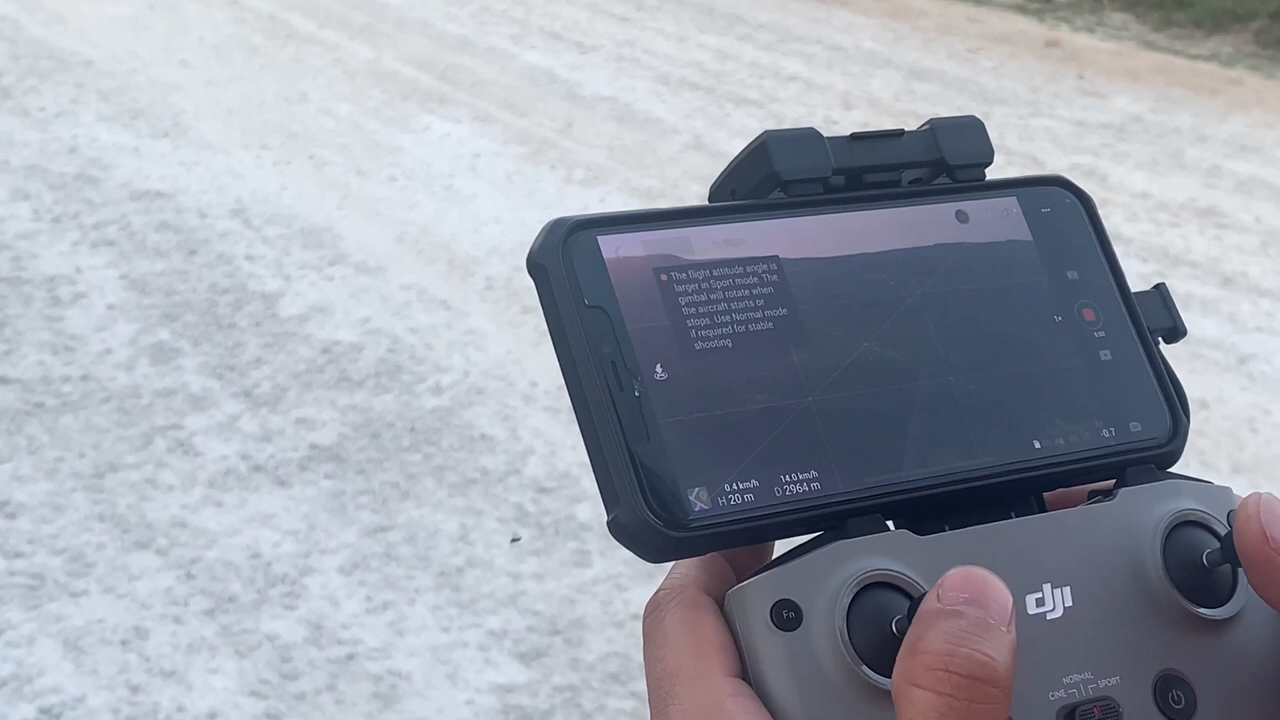 The flight attitude angle is
larger in Sport mode. The
gimbal will rotate when
the aircraft starts or
stops. Use Normal mode
if required for stable
shooting
0.4 km/h
14.0 km/h
H 20 m
D 2964 m
-0.7
Fn
dji
NORMAL
CINE
SPORT